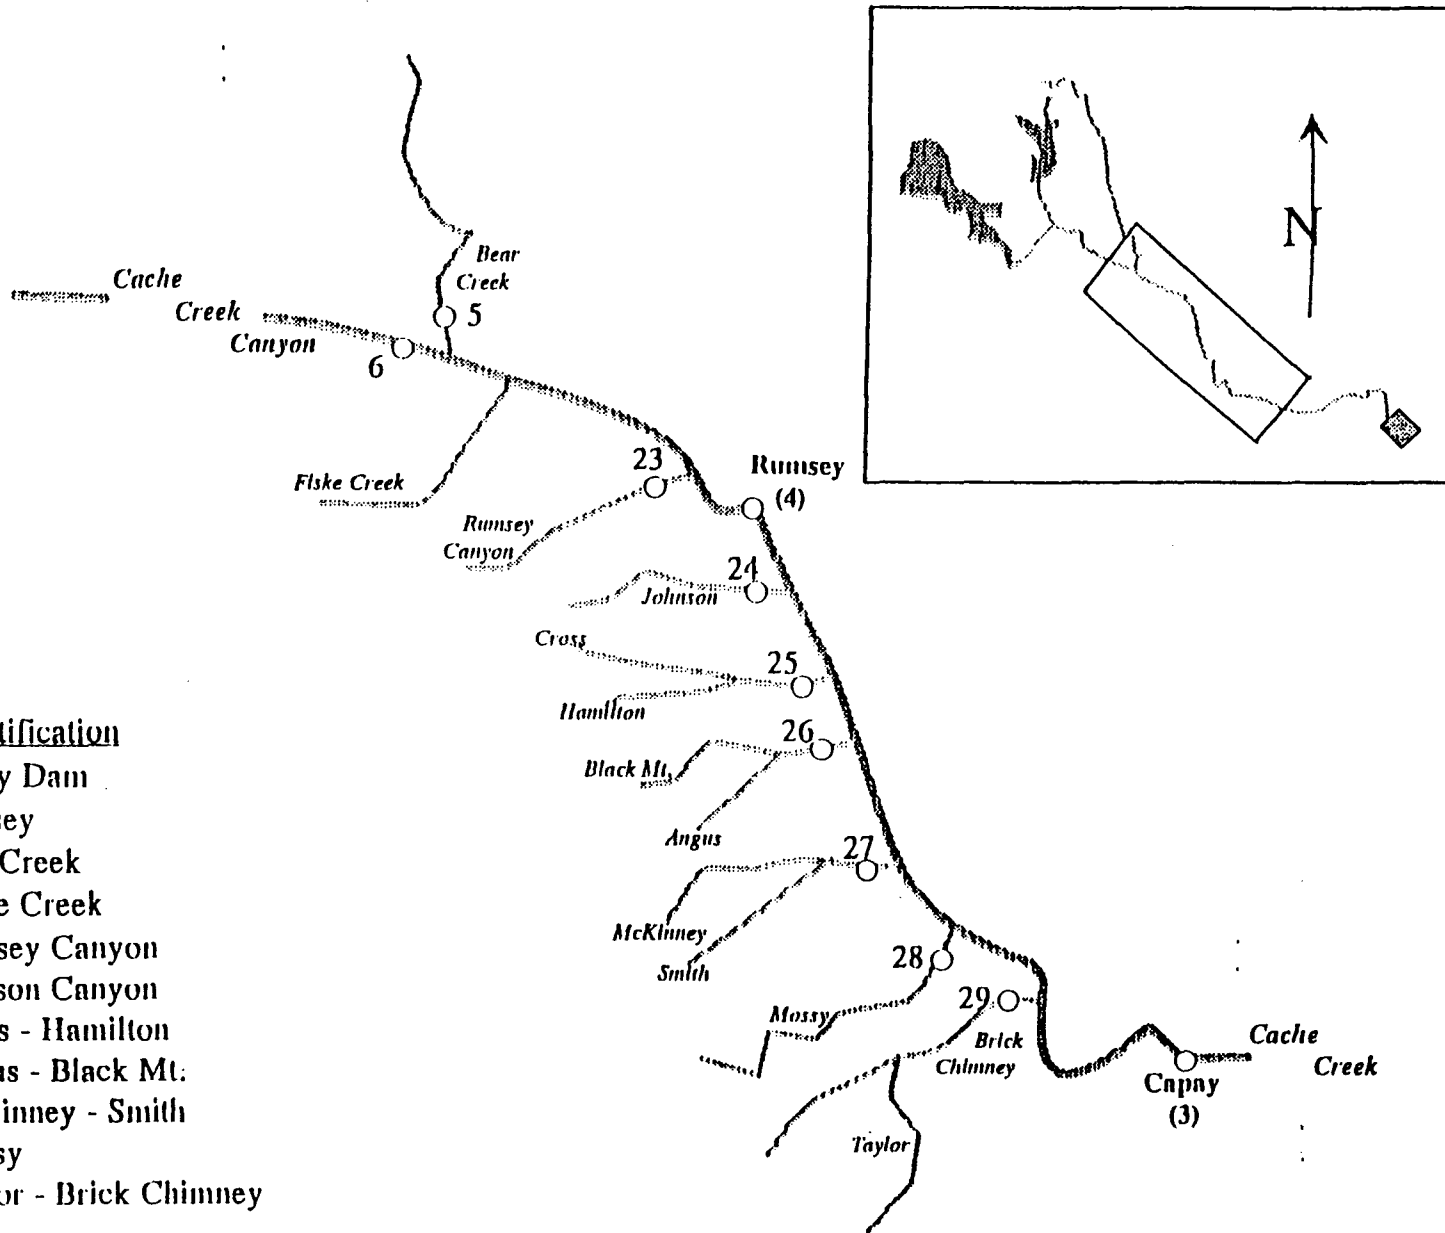 N
Bear
Creek
5
Cache
Creek
Canyon
6
Fiske Creek
23
Rumsey
(4)
Rumsey
Canyon
24
Johnson
Cross
25
Hamilton
26
Black Mt.
Angus
27
McKinney
Smith
28
Mossy
29
Brick
Chimney
Taylor
Cache
Creek
Capay
(3)
tification
y Dam
sey
Creek
e Creek
sey Canyon
son Canyon
s - Hamilton
us - Black Mt.
inney - Smith
sy
or - Brick Chimney